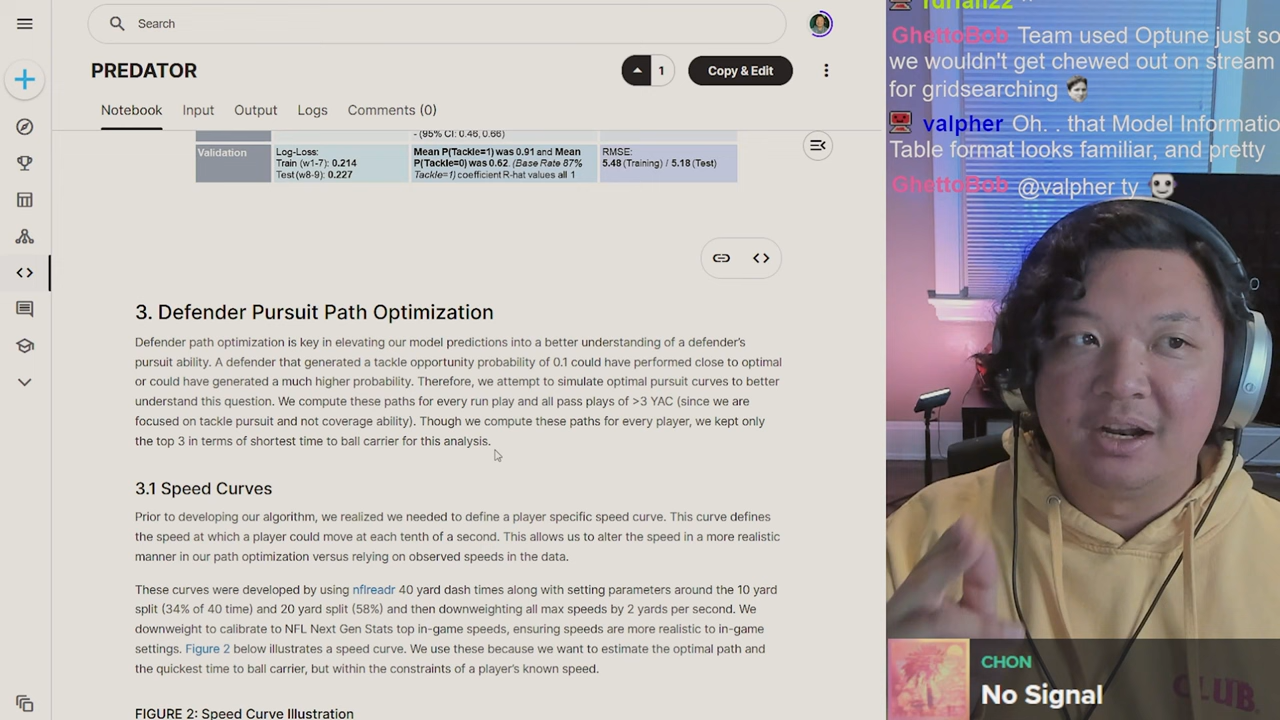 Search
PREDATOR
1
Copy & Edit
Notebook
Input
Output
Logs
Comments (0)
- (95% CI: 0.46, 0.66)
Validation
Log-Loss:
Train (w1-7): 0.214
Test (w8-9): 0.227
Mean P(Tackle=1) was 0.91 and Mean
P(Tackle=0) was 0.62. (Base Rate 87%
Tackle=1) coefficient R-hat values all 1
RMSE:
5.48 (Training) / 5.18 (Test)
3. Defender Pursuit Path Optimization
Defender path optimization is key in elevating our model predictions into a better understanding of a defender's
pursuit ability. A defender that generated a tackle opportunity probability of 0.1 could have performed close to optimal
or could have generated a much higher probability. Therefore, we attempt to simulate optimal pursuit curves to better
understand this question. We compute these paths for every run play and all pass plays of >3 YAC (since we are
focused on tackle pursuit and not coverage ability). Though we compute these paths for every player, we kept only
the top 3 in terms of shortest time to ball carrier for this analysis.
3.1 Speed Curves
Prior to developing our algorithm, we realized we needed to define a player specific speed curve. This curve defines
the speed at which a player could move at each tenth of a second. This allows us to alter the speed in a more realistic
manner in our path optimization versus relying on observed speeds in the data.
These curves were developed by using nflreadr 40 yard dash times along with setting parameters around the 10 yard
split (34% of 40 time) and 20 yard split (58%) and then downweighting all max speeds by 2 yards per second. We
downweight to calibrate to NFL Next Gen Stats top in-game speeds, ensuring speeds are more realistic to in-game
settings. Figure 2 below illustrates a speed curve. We use these because we want to estimate the optimal path and
the quickest time to ball carrier, but within the constraints of a player's known speed.
FIGURE 2: Speed Curve Illustration
GhettoBob Team used Optune just so
we wouldn't get chewed out on stream
for gridsearching
valpher Oh. . that Model Informatio
Table format looks familiar, and pretty
GhettoBob @valpher ty
CHON
No Signal
CLUB.